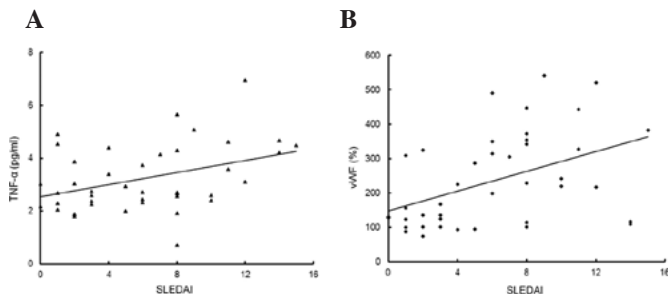 A
TNF-α (pg/ml)
8
6
4
2
0
0 4 8 12 16
SLEDAI
B
vWF (%)
600
500
400
300
200
100
0
0 4 8 12 16
SLEDAI